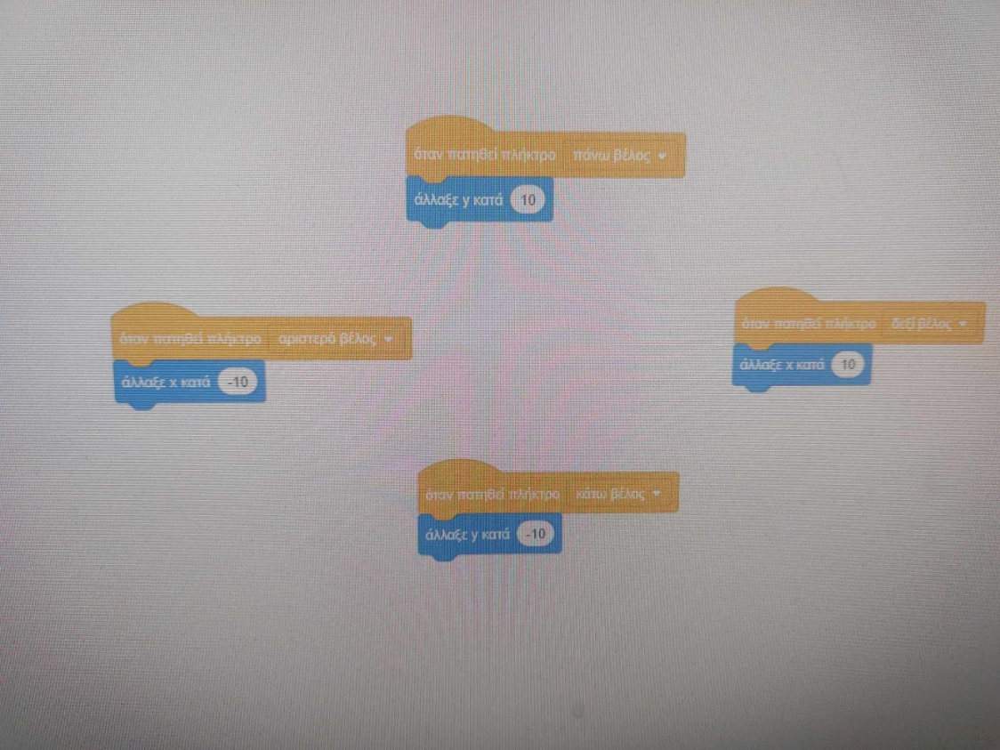 όταν πατηθεί πλήκτρο πάνω βέλος
άλλαξε y κατά 10
όταν πατηθεί πλήκτρο αριστερό βέλος
άλλαξε x κατά -10
όταν πατηθεί πλήκτρο δεξί βέλος
άλλαξε x κατά 10
όταν πατηθεί πλήκτρο κάτω βέλος
άλλαξε y κατά -10